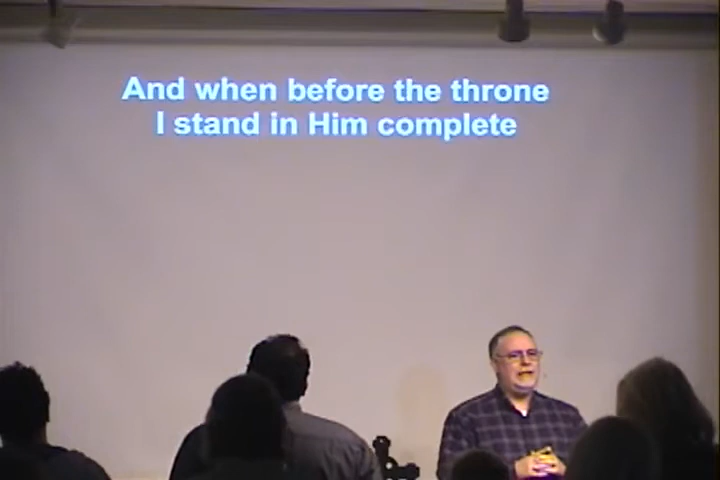 And when before the throne
I stand in Him complete